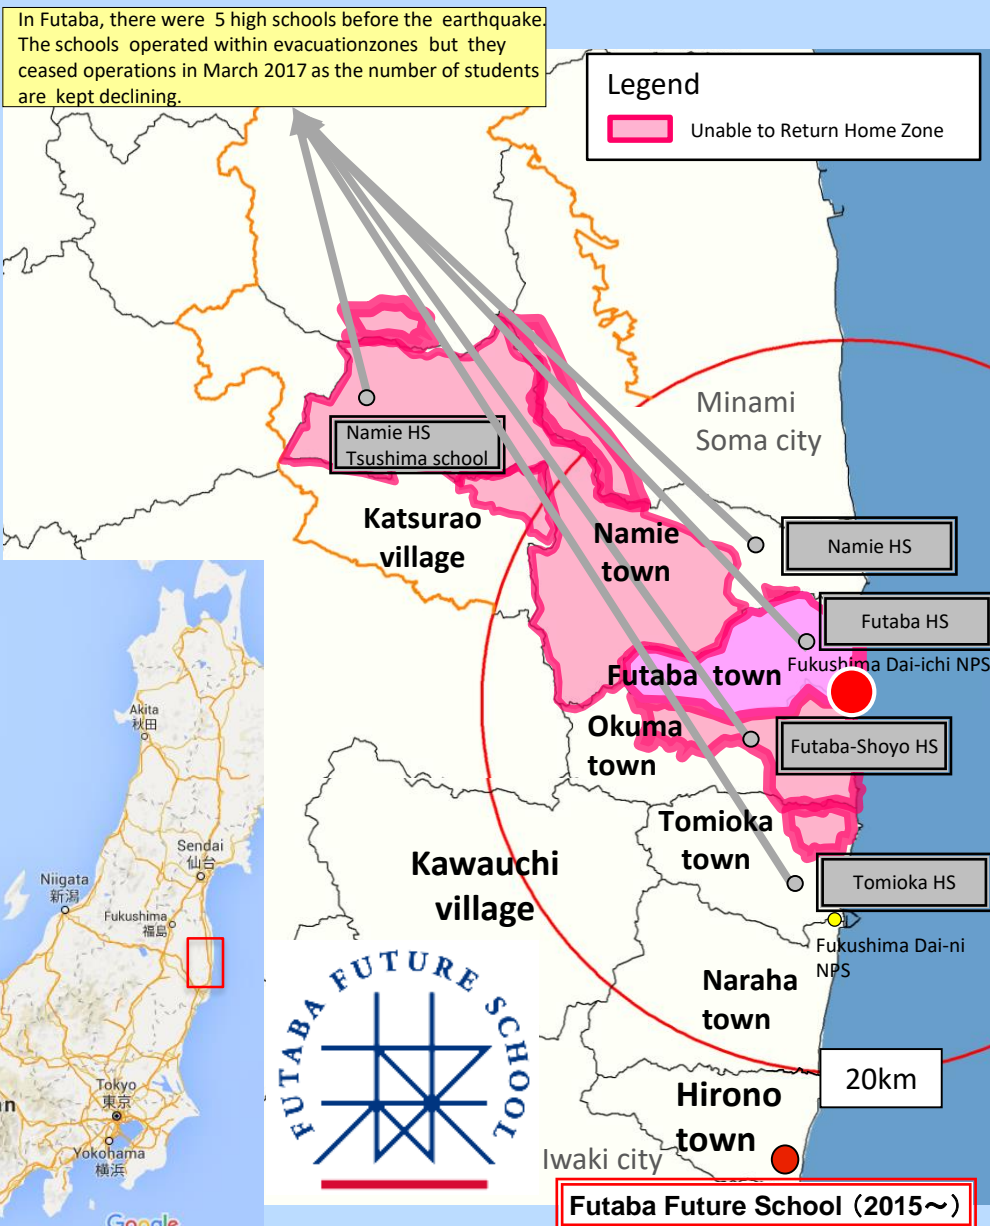 In Futaba, there were 5 high schools before the earthquake.
The schools operated within evacuationzones but they
ceased operations in March 2017 as the number of students
are kept declining.
Legend
Unable to Return Home Zone
Minami
Soma city
Namie HS
Tsushima school
Katsurao
village
Namie
town
Namie HS
Futaba HS
Fukushima Dai-ichi NPS
Futaba town
Okuma
town
Futaba-Shoyo HS
Tomioka
town
Kawauchi
village
Tomioka HS
Fukushima Dai-ni
NPS
Naraha
town
20km
Hirono
town
Iwaki city
Futaba Future School（2015～）
FUTABA FUTURE SCHOOL
Akita
秋田
Sendai
仙台
Niigata
新潟
Fukushima
福島
Tokyo
東京
Yokohama
横浜
Google